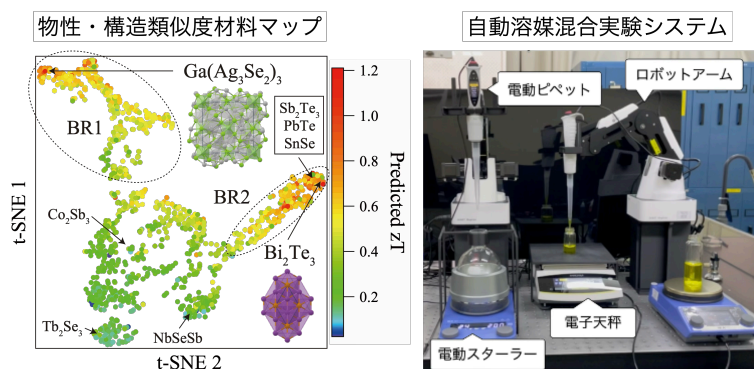 物性・構造類似度材料マップ
Ga(Ag₃Se₂)₃
BR1
Sb₂Te₃
PbTe
SnSe
BR2
Co₂Sb₃
Bi₂Te₃
Tb₂Se₃
NbSeSb
t-SNE 1
t-SNE 2
1.2
1.0
0.8
0.6
0.4
0.2
Predicted zT
自動溶媒混合実験システム
電動ピペット
ロボットアーム
電子天秤
電動スターラー